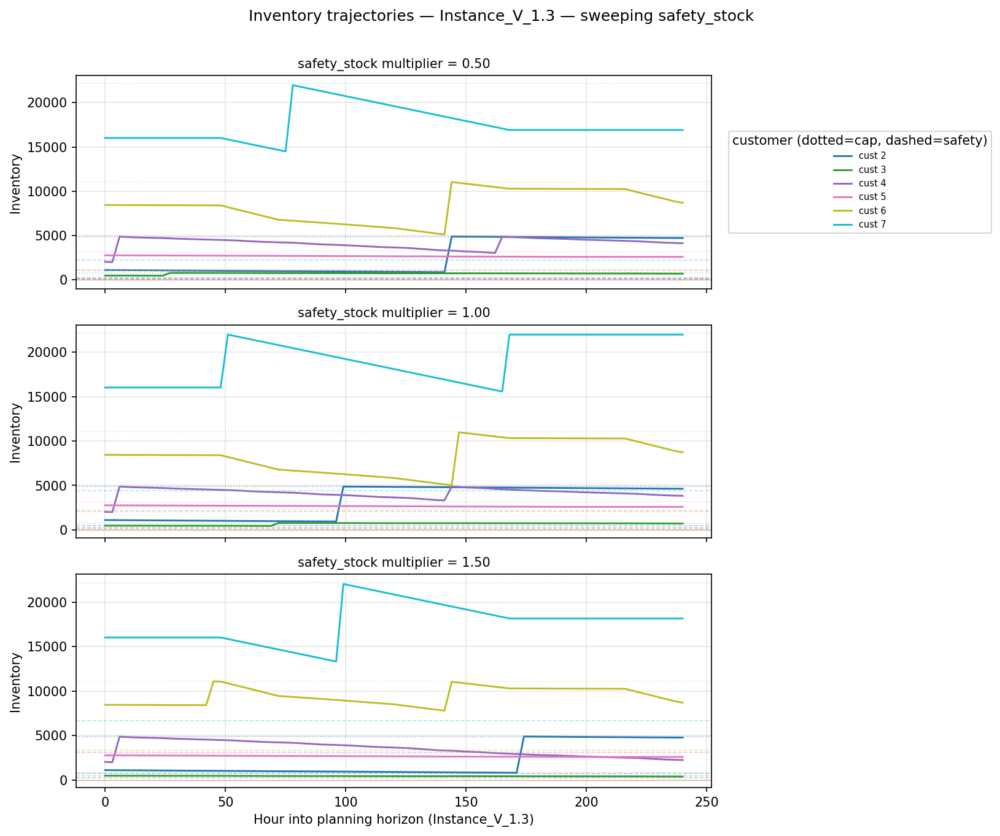 Inventory trajectories — Instance_V_1.3 — sweeping safety_stock
safety_stock multiplier = 0.50
20000
15000
10000
5000
0
Inventory
customer (dotted=cap, dashed=safety)
cust 2
cust 3
cust 4
cust 5
cust 6
cust 7
safety_stock multiplier = 1.00
20000
15000
10000
5000
0
Inventory
safety_stock multiplier = 1.50
20000
15000
10000
5000
0
Inventory
0 50 100 150 200 250
Hour into planning horizon (Instance_V_1.3)